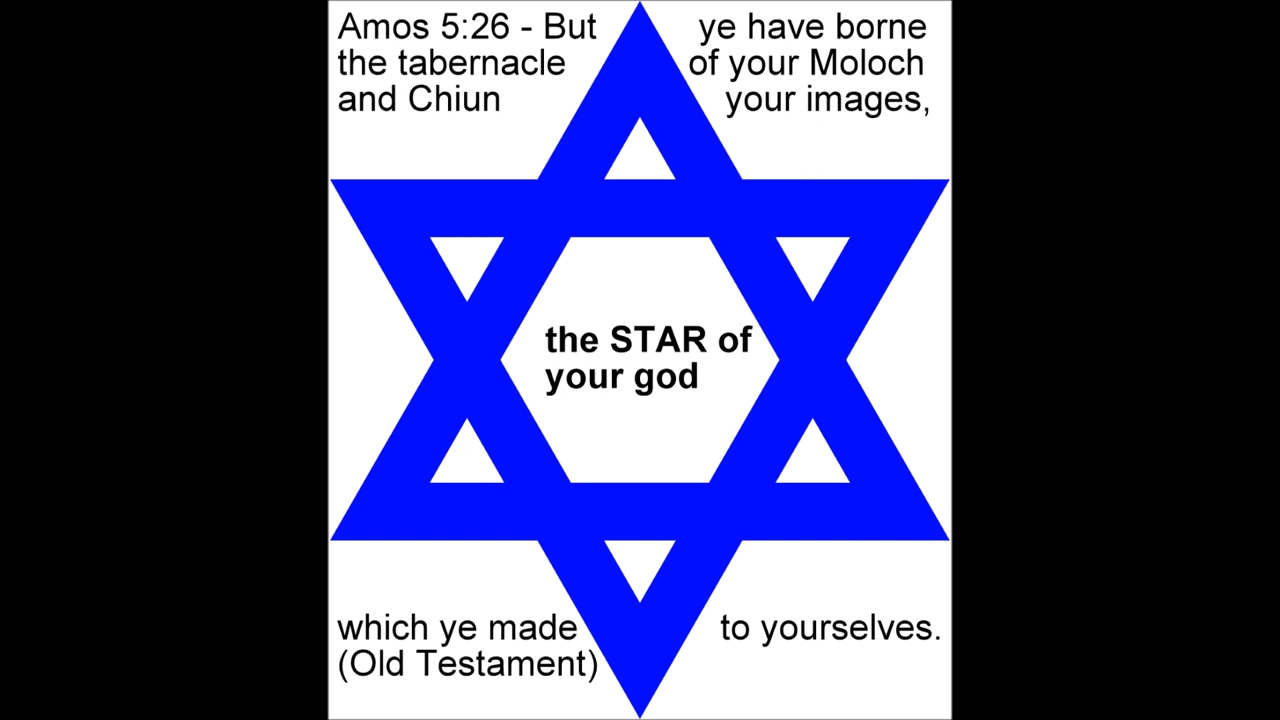 Amos 5:26 - But ye have borne
the tabernacle of your Moloch
and Chiun your images,
the STAR of
your god
which ye made to yourselves.
(Old Testament)